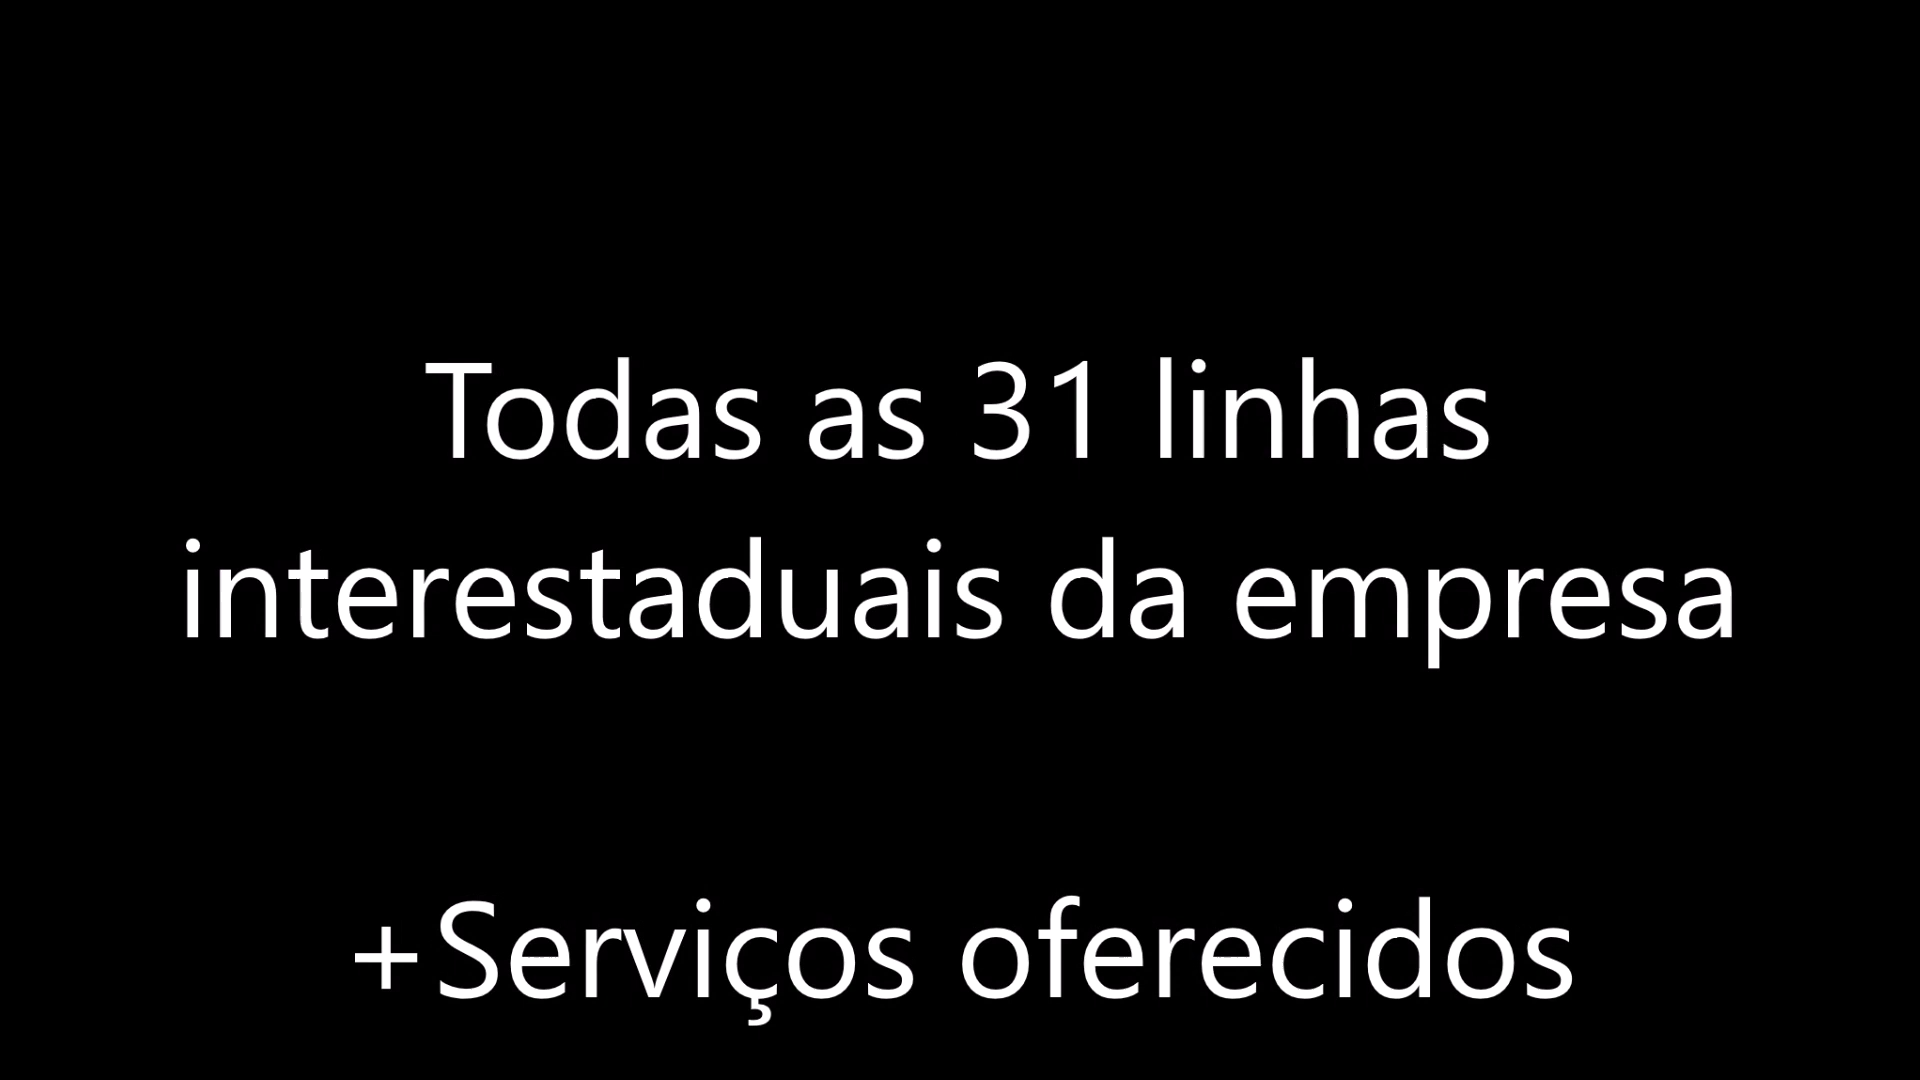 Todas as 31 linhas
interestaduais da empresa
+Serviços oferecidos